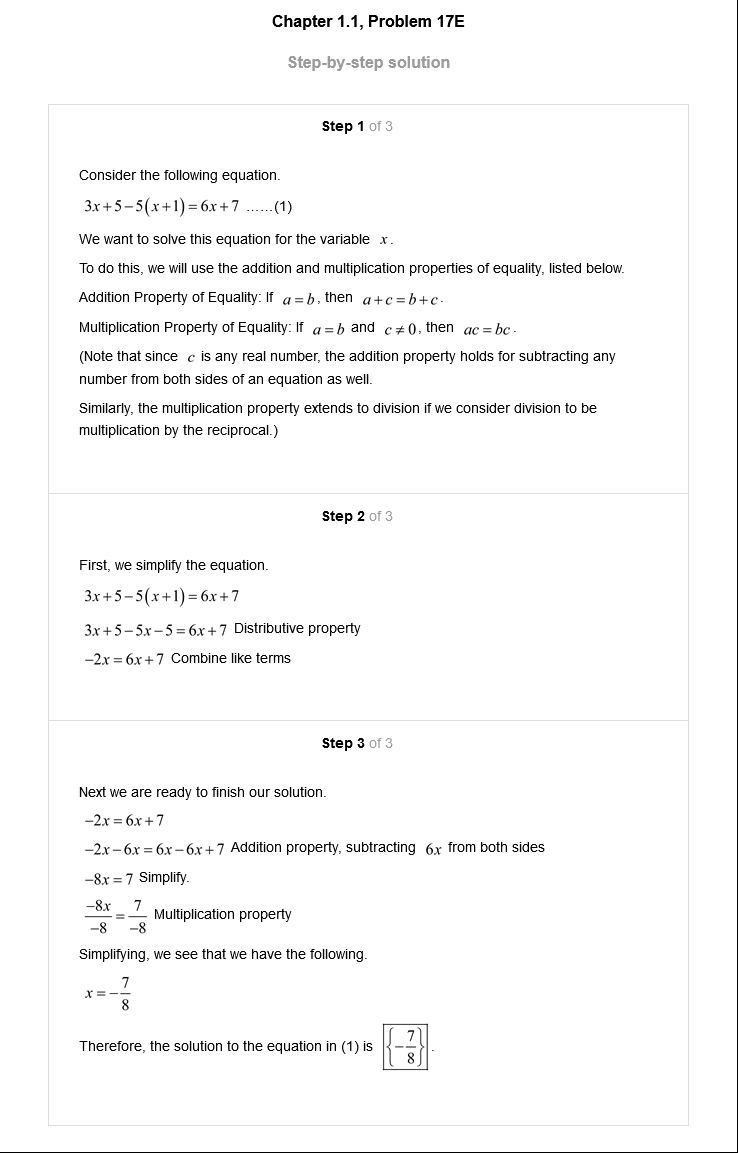 Chapter 1.1, Problem 17E
Step-by-step solution
Step 1 of 3
Consider the following equation.
3x+5−5(x+1)=6x+7 ......(1)
We want to solve this equation for the variable x.
To do this, we will use the addition and multiplication properties of equality, listed below.
Addition Property of Equality: If a=b, then a+c=b+c.
Multiplication Property of Equality: If a=b and c≠0, then ac=bc.
(Note that since c is any real number, the addition property holds for subtracting any
number from both sides of an equation as well.
Similarly, the multiplication property extends to division if we consider division to be
multiplication by the reciprocal.)
Step 2 of 3
First, we simplify the equation.
3x+5−5(x+1)=6x+7
3x+5−5x−5=6x+7 Distributive property
−2x=6x+7 Combine like terms
Step 3 of 3
Next we are ready to finish our solution.
−2x=6x+7
−2x−6x=6x−6x+7 Addition property, subtracting 6x from both sides
−8x=7 Simplify.
−8x/−8=7/−8 Multiplication property
Simplifying, we see that we have the following.
x=−7/8
Therefore, the solution to the equation in (1) is {−7/8}.